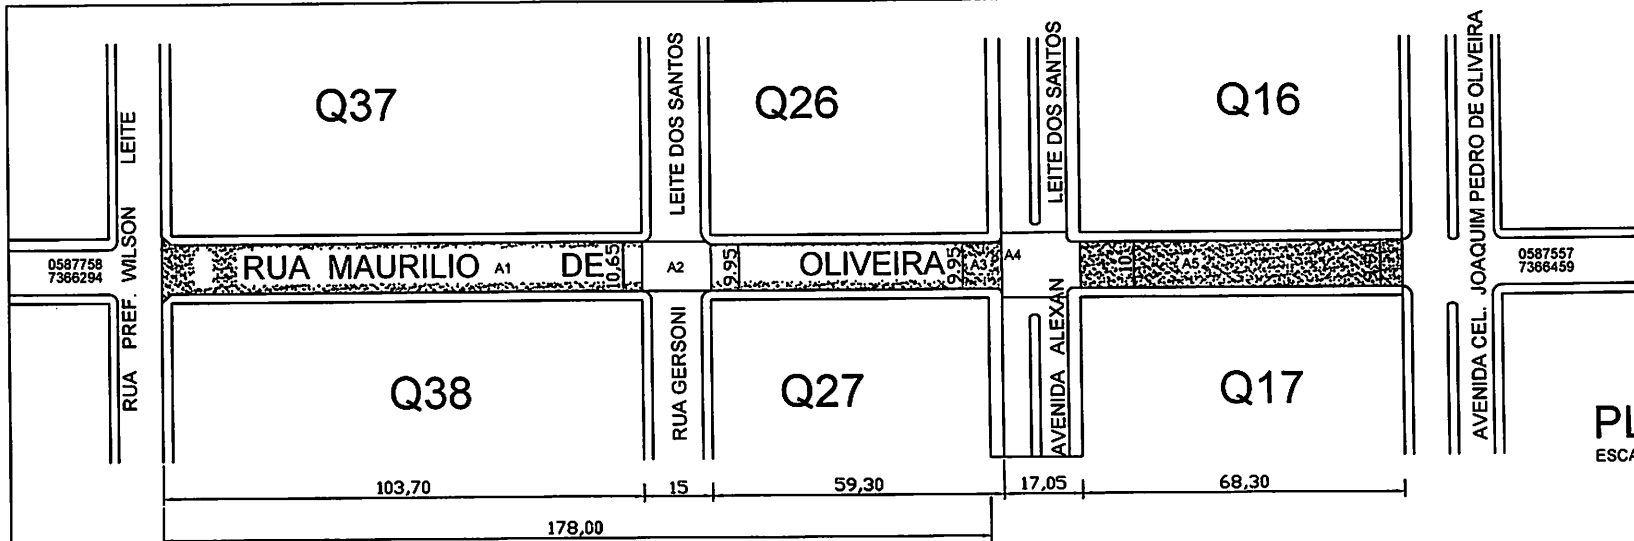 Q37
Q26
Q16
RUA PREF. WILSON LEITE
LEITE DOS SANTOS
LEITE DOS SANTOS
AVENIDA CEL. JOAQUIM PEDRO DE OLIVEIRA
0587758
7366294
RUA MAURILIO A1 DE 10.65 A2 9.95 OLIVEIRA 9.95 A3 A4 A5
0587557
7366459
RUA GERSONI
AVENIDA ALEXAN
Q38
Q27
Q17
PL
ESCA
103,70 15 59,30 17,05 68,30
178,00